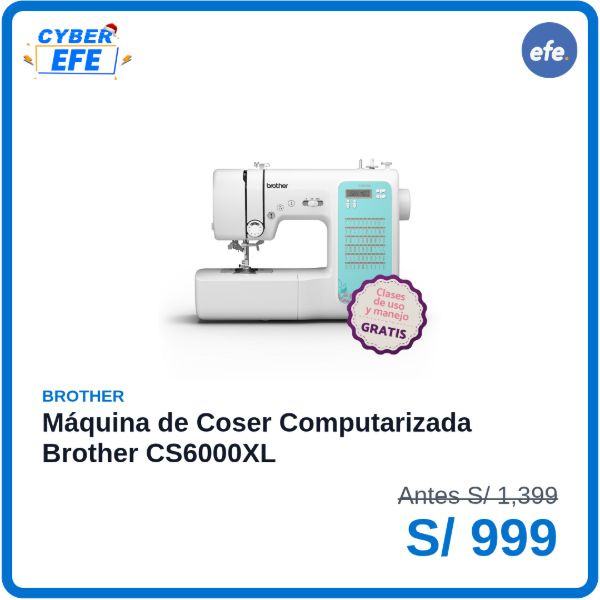 CYBER
EFE
efe.
brother
Clases
de uso
y manejo
GRATIS
BROTHER
Máquina de Coser Computarizada
Brother CS6000XL
Antes S/ 1,399
S/ 999